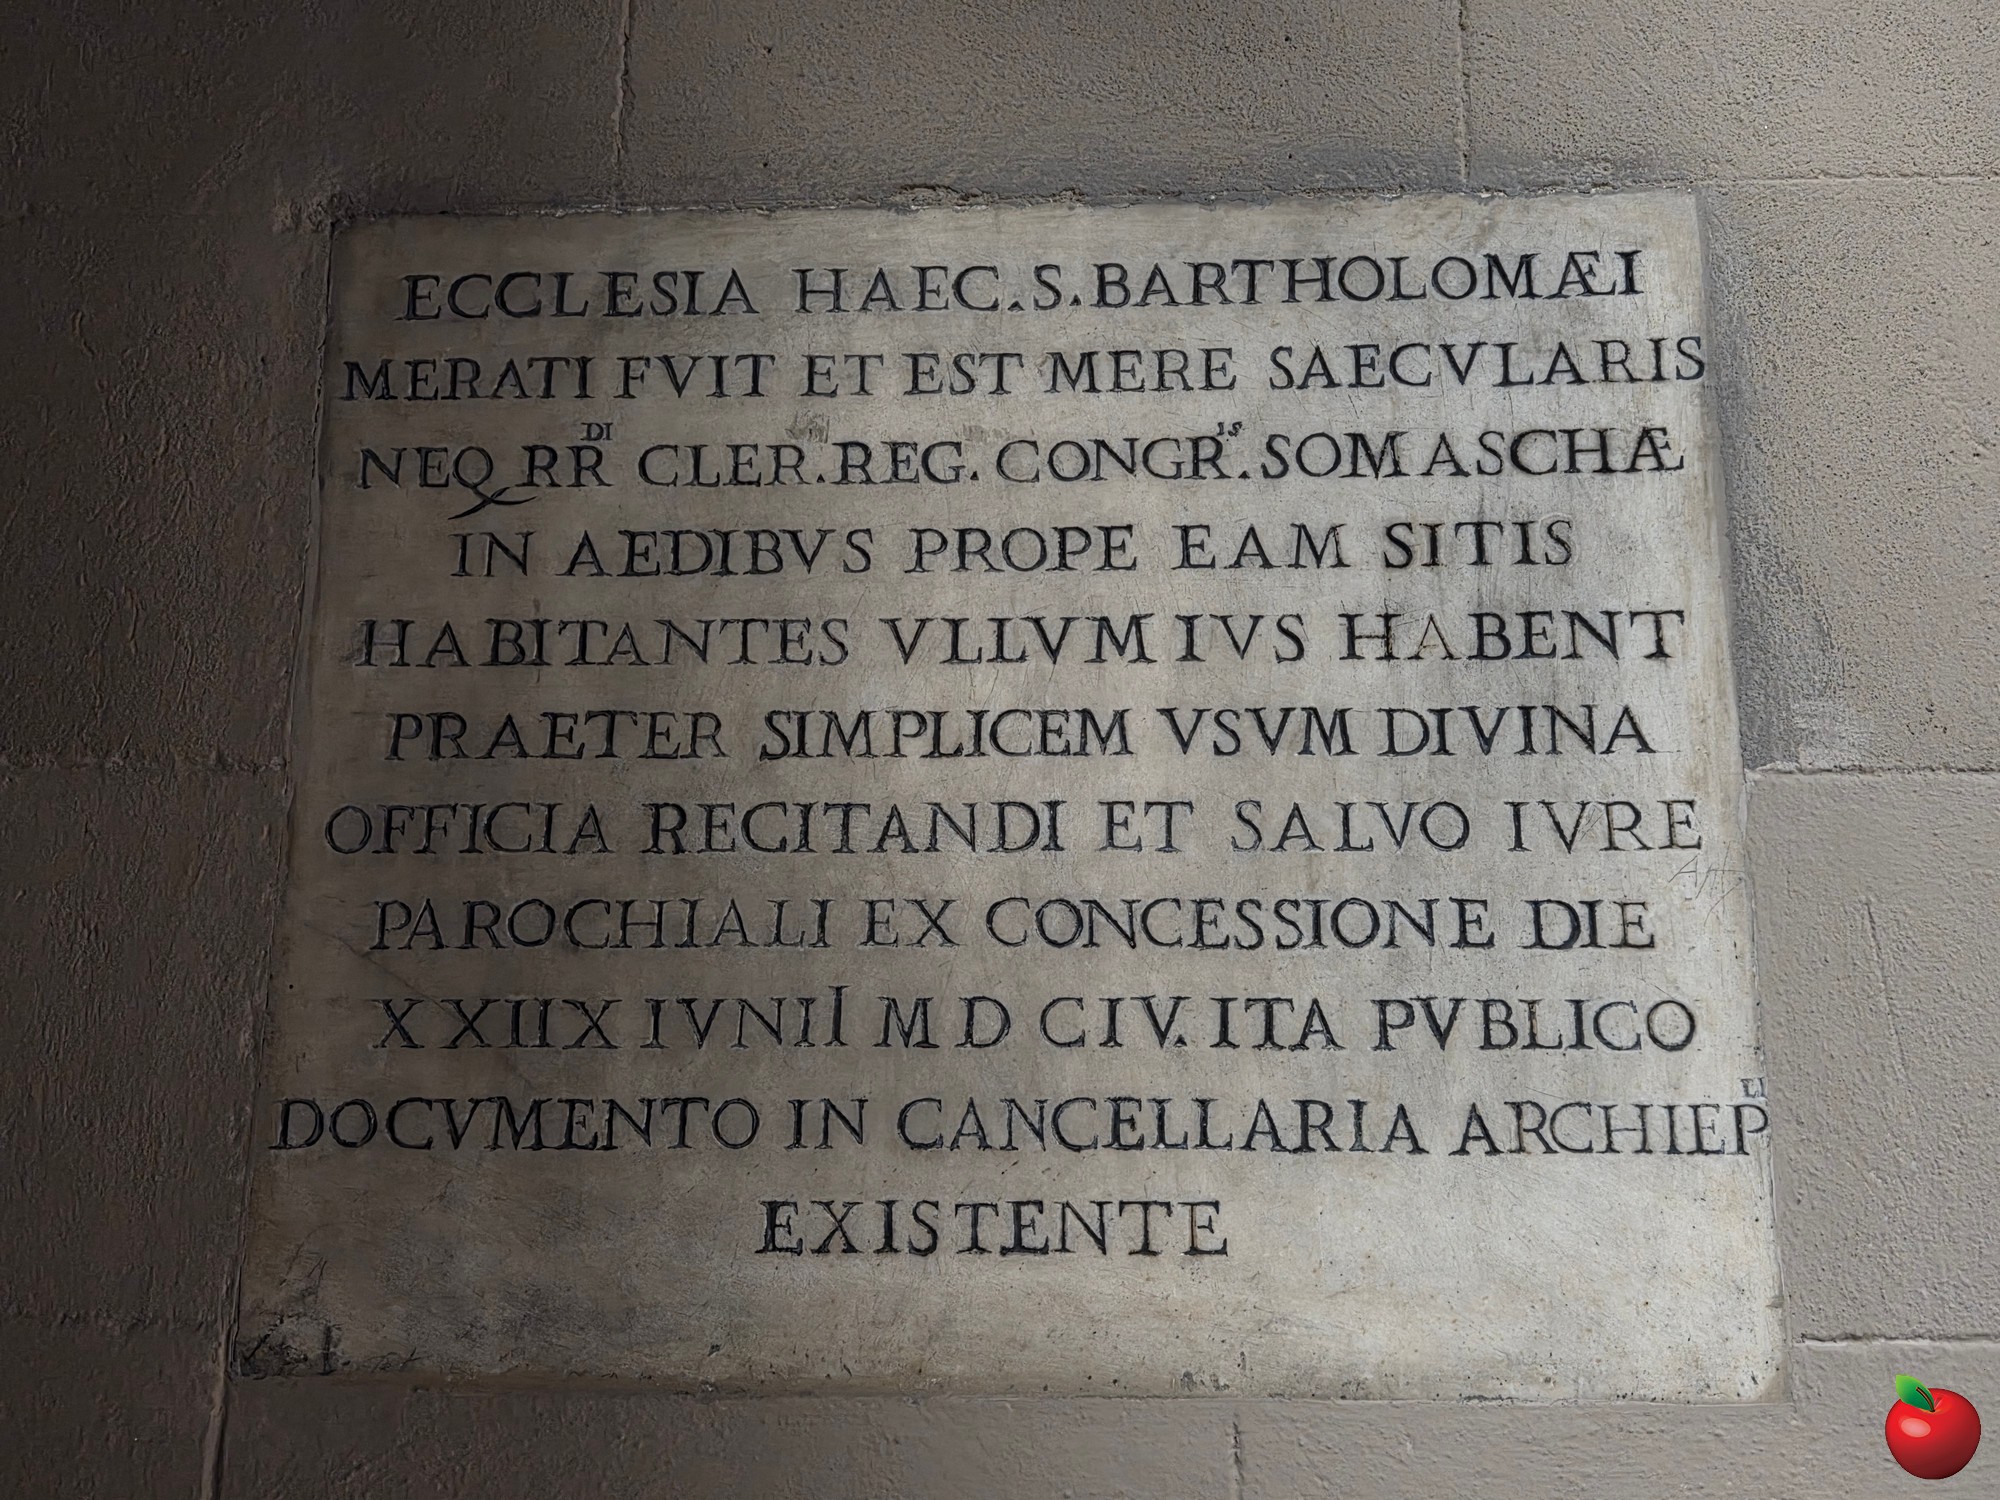 ECCLESIA HAEC.S.BARTHOLOMÆI
MERATI FVIT ET EST MERE SAECVLARIS
NEQ RR^DI CLER.REG.CONGR^IS.SOMASCHÆ
IN AEDIBVS PROPE EAM SITIS
HABITANTES VLLVM IVS HABENT
PRAETER SIMPLICEM VSVM DIVINA
OFFICIA RECITANDI ET SALVO IVRE
PAROCHIALI EX CONCESSIONE DIE
XXIIX IVNII MDCIV.ITA PVBLICO
DOCVMENTO IN CANCELLARIA ARCHIEP^LI
EXISTENTE